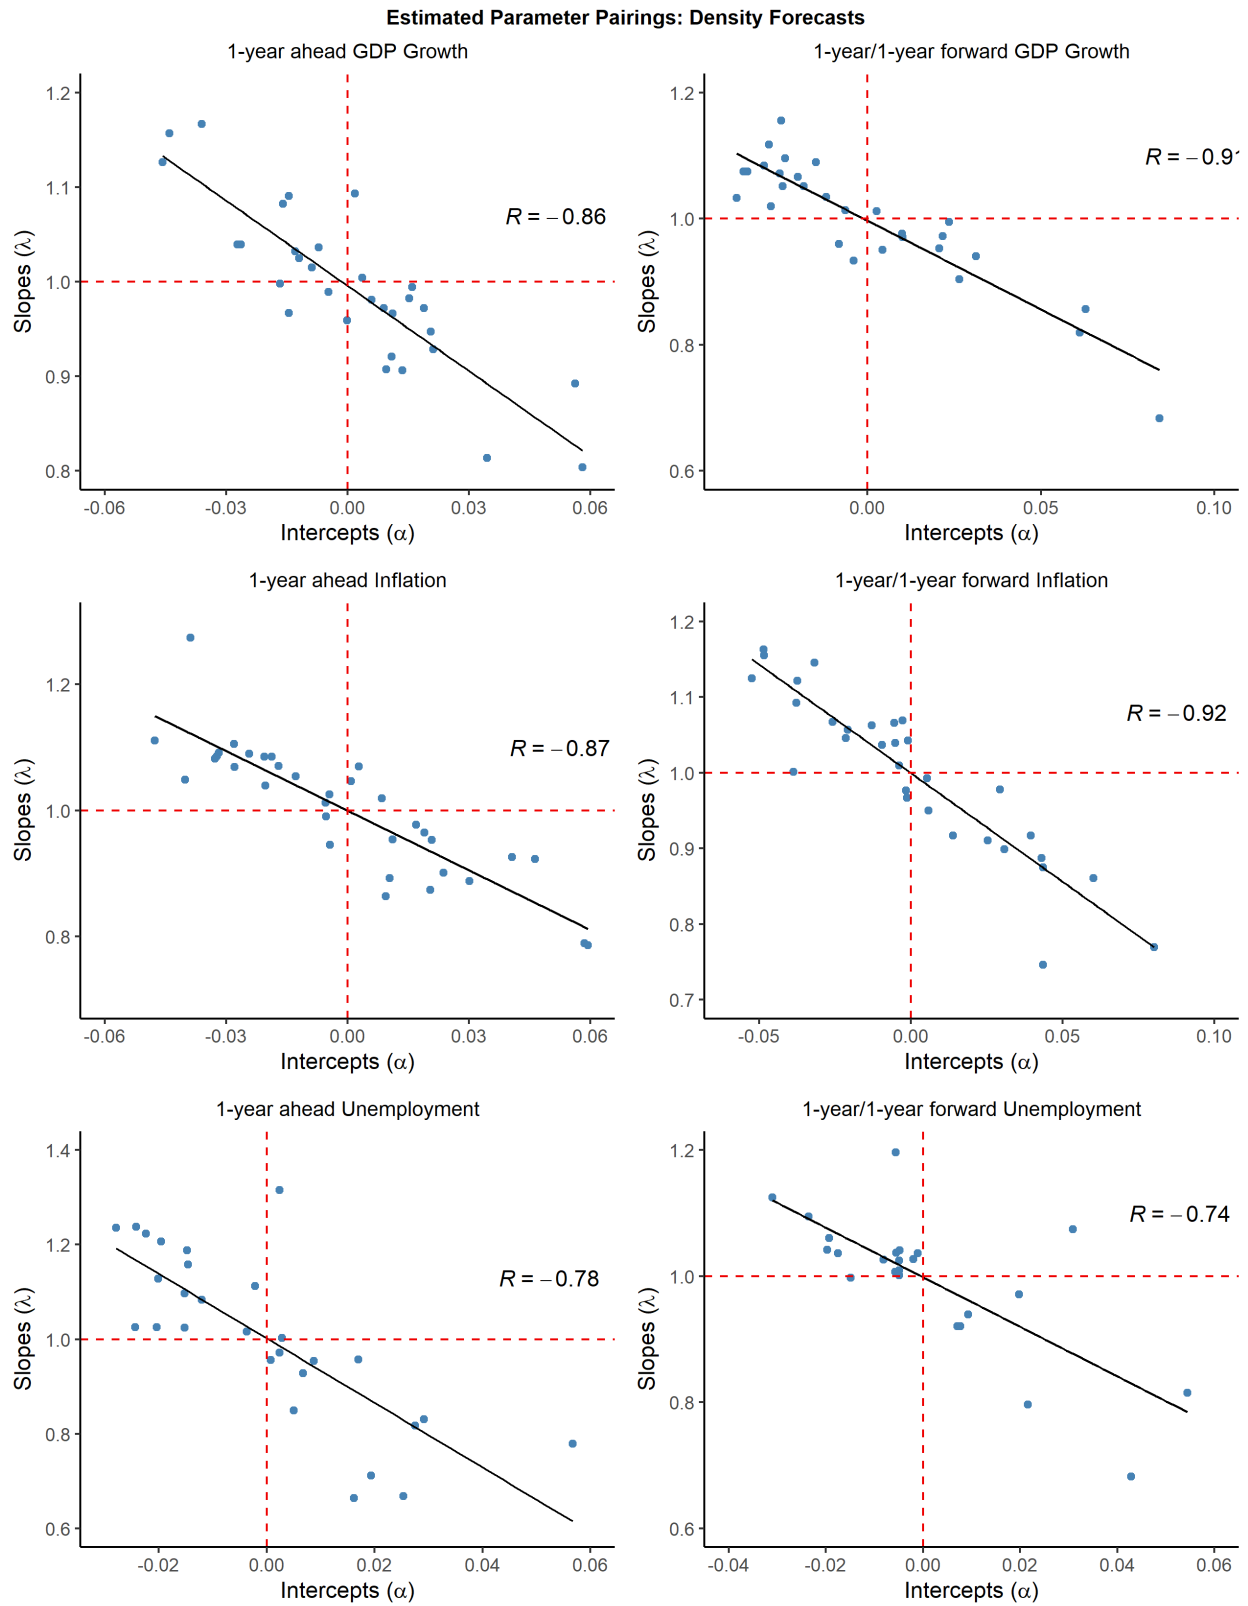 Estimated Parameter Pairings: Density Forecasts
1-year ahead GDP Growth
1.2
1.1
1.0
0.9
0.8
Slopes (λ)
R = −0.86
-0.06 -0.03 0.00 0.03 0.06
Intercepts (α)
1-year/1-year forward GDP Growth
1.2
1.0
0.8
0.6
Slopes (λ)
R = −0.91
0.00 0.05 0.10
Intercepts (α)
1-year ahead Inflation
1.2
1.0
0.8
Slopes (λ)
R = −0.87
-0.06 -0.03 0.00 0.03 0.06
Intercepts (α)
1-year/1-year forward Inflation
1.2
1.1
1.0
0.9
0.8
0.7
Slopes (λ)
R = −0.92
-0.05 0.00 0.05 0.10
Intercepts (α)
1-year ahead Unemployment
1.4
1.2
1.0
0.8
0.6
Slopes (λ)
R = −0.78
-0.02 0.00 0.02 0.04 0.06
Intercepts (α)
1-year/1-year forward Unemployment
1.2
1.0
0.8
0.6
Slopes (λ)
R = −0.74
-0.04 -0.02 0.00 0.02 0.04 0.06
Intercepts (α)